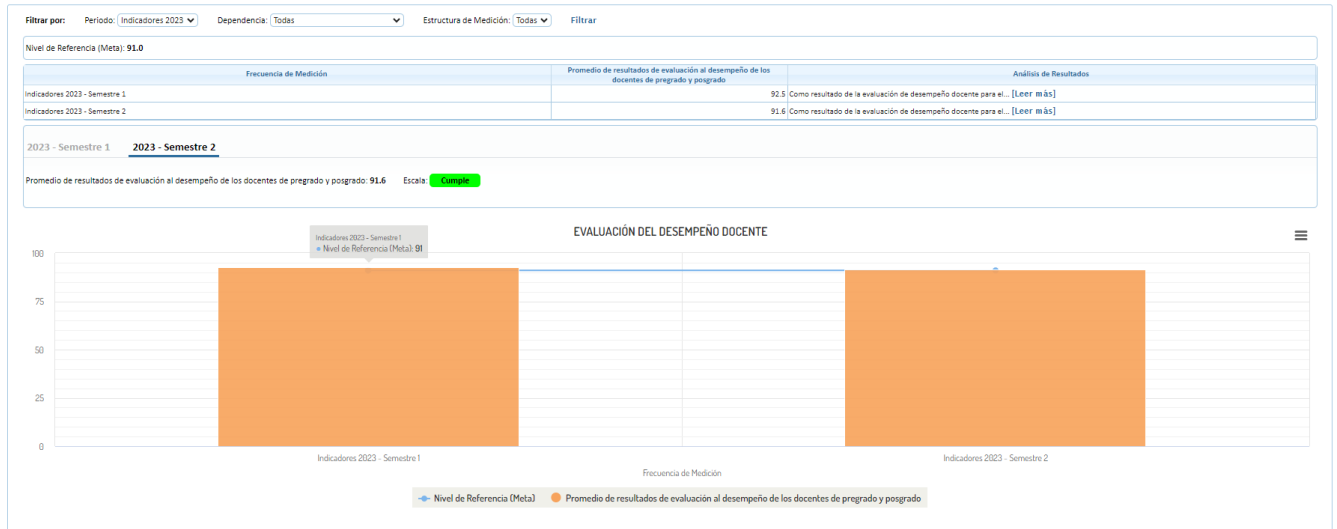 Filtrar por: Periodo: Indicadores 2023 Dependencia: Todas Estructura de Medición: Todas Filtrar
Nivel de Referencia (Meta): 91.0
Frecuencia de Medición Promedio de resultados de evaluación al desempeño de los docentes de pregrado y posgrado Análisis de Resultados
Indicadores 2023 - Semestre 1 92.5 Como resultado de la evaluación de desempeño docente para el... [Leer màs]
Indicadores 2023 - Semestre 2 91.6 Como resultado de la evaluación de desempeño docente para el... [Leer màs]
2023 - Semestre 1 2023 - Semestre 2
Promedio de resultados de evaluación al desempeño de los docentes de pregrado y posgrado: 91.6 Escala: Cumple
EVALUACIÓN DEL DESEMPEÑO DOCENTE
Indicadores 2023 - Semestre 1
Nivel de Referencia (Meta): 91
100
75
50
25
0
Indicadores 2023 - Semestre 1 Indicadores 2023 - Semestre 2
Frecuencia de Medición
Nivel de Referencia (Meta) Promedio de resultados de evaluación al desempeño de los docentes de pregrado y posgrado